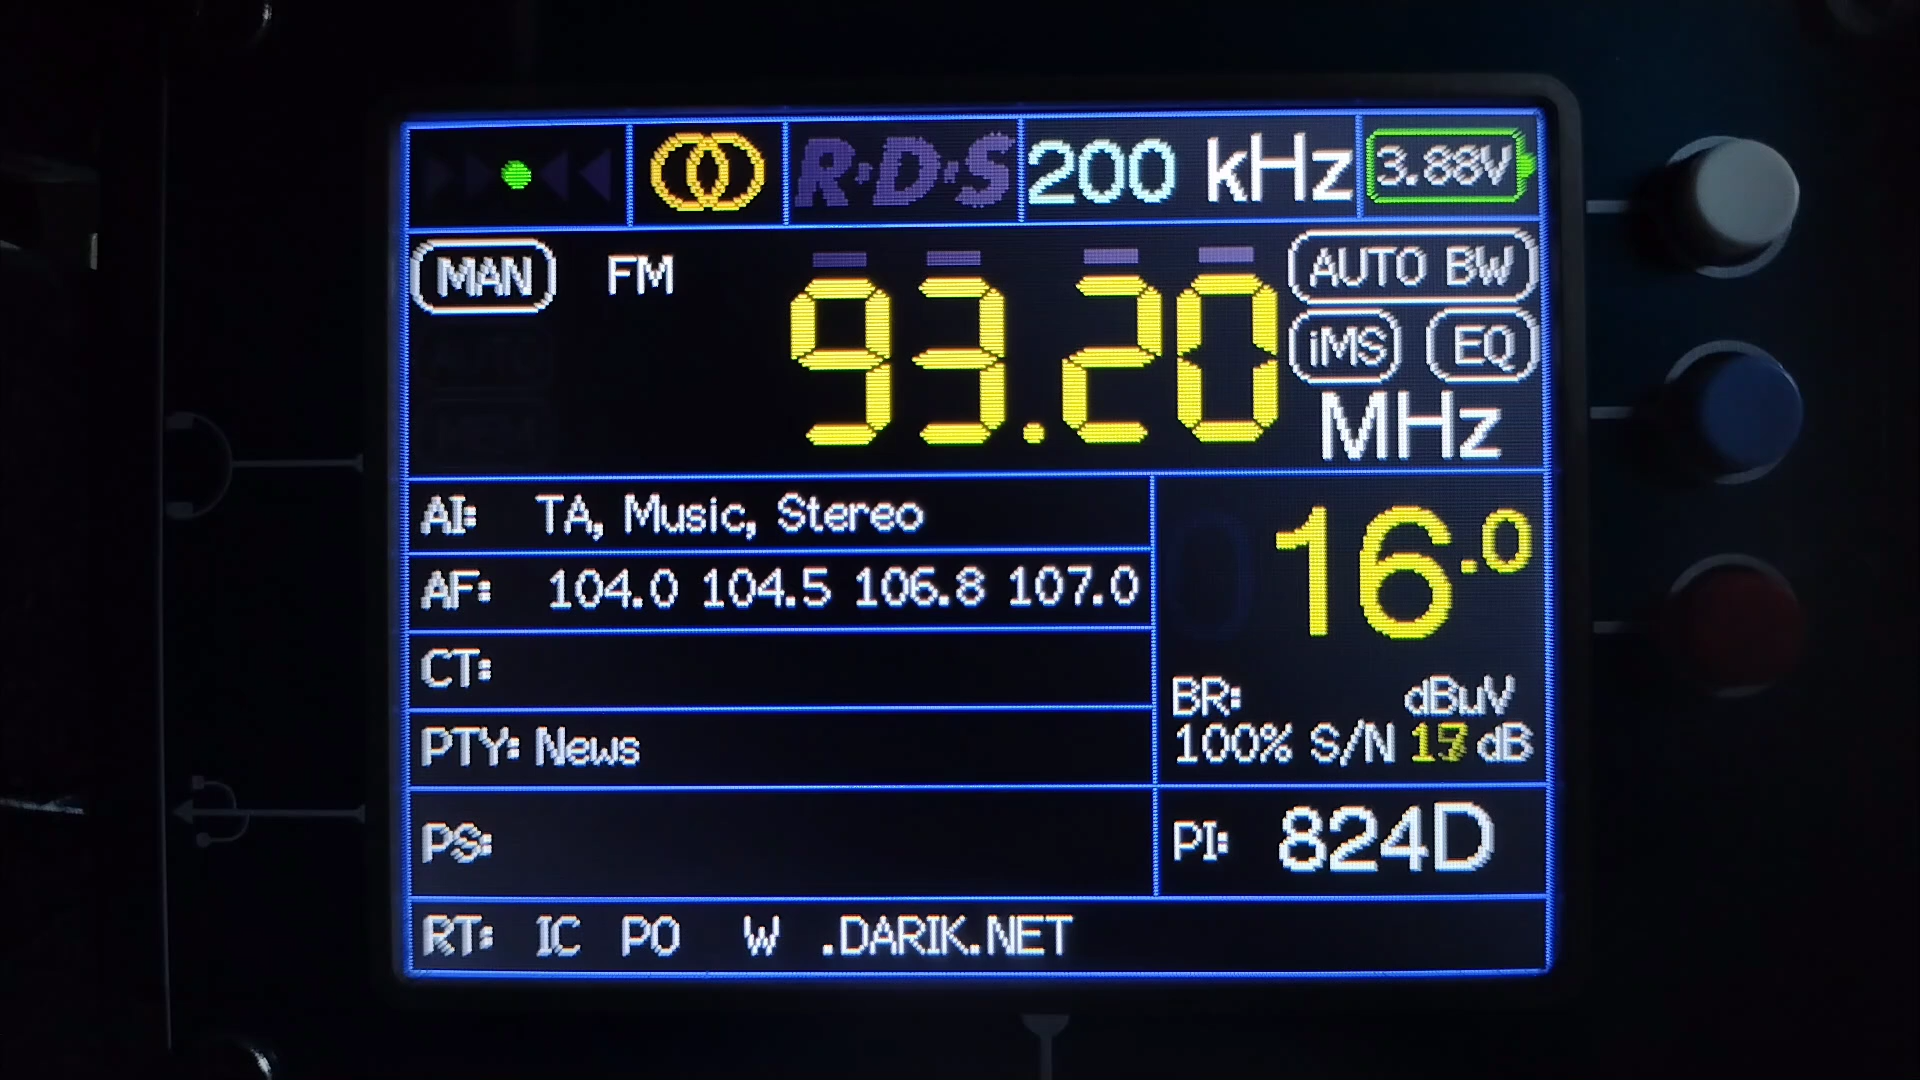 R·D·S 200 kHz 3.88V
MAN FM 93.20 AUTO BW
iMS EQ
MHz
AI: TA, Music, Stereo
16.0
AF: 104.0 104.5 106.8 107.0
CT:
BR: dBuV
100% S/N dB
PTY: News
PS:
PI: 824D
RT: IC PO W .DARIK.NET